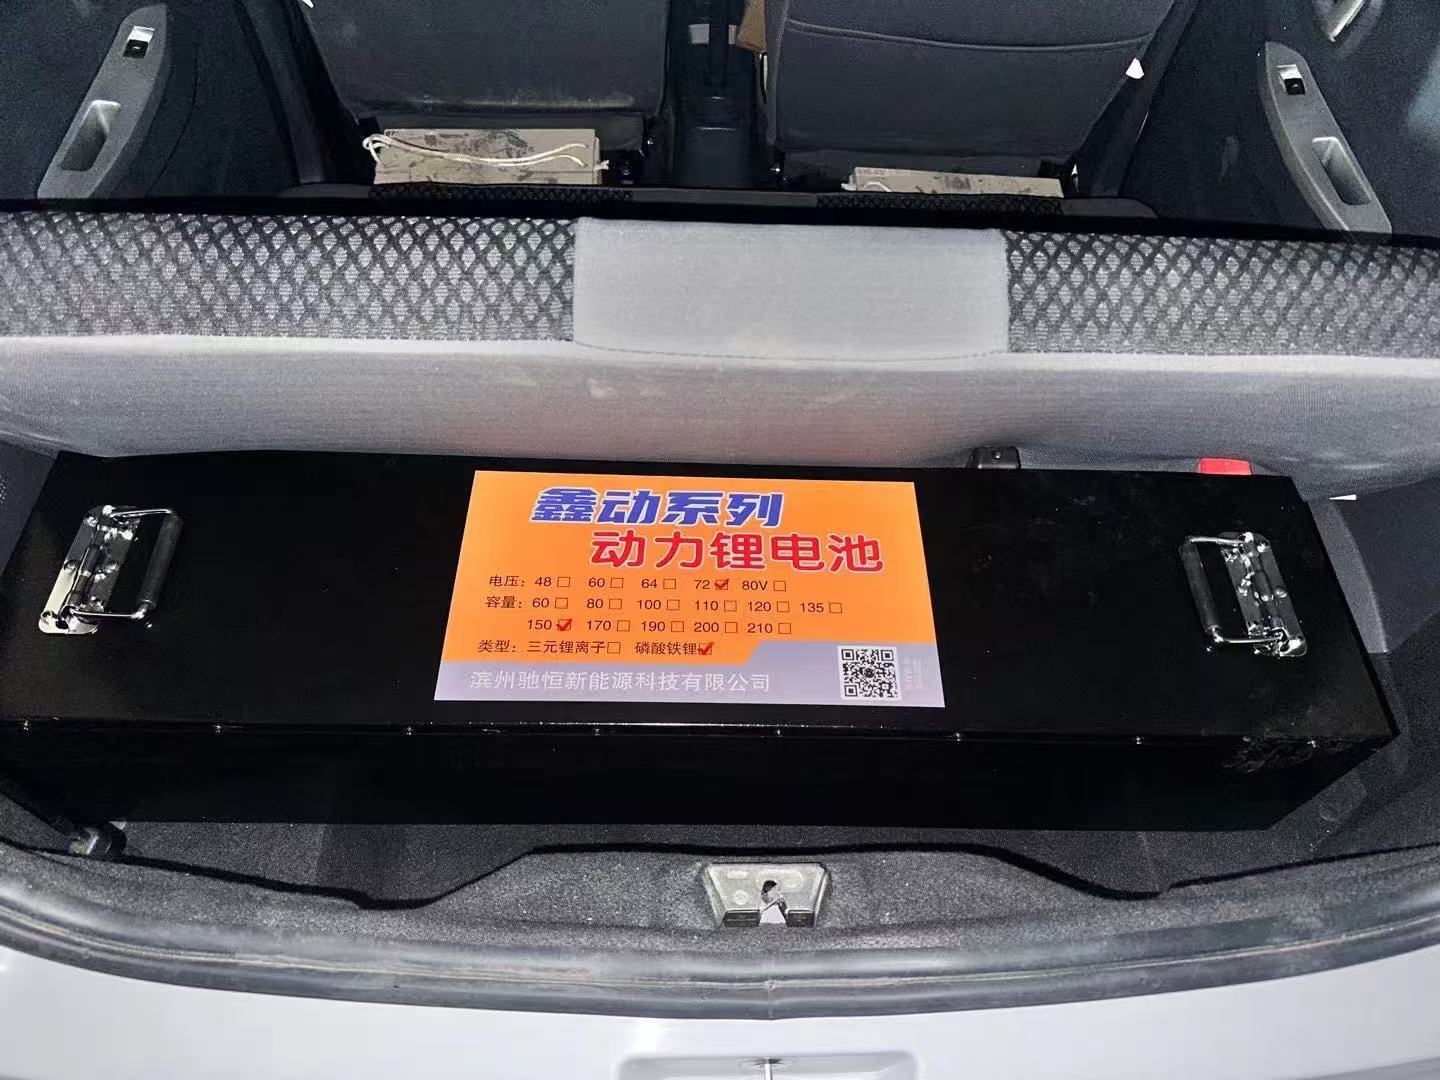 鑫动系列
动力锂电池
电压：48□ 60□ 64□ 72☑ 80V□
容量：60□ 80□ 100□ 110□ 120□ 135□
150☑ 170□ 190□ 200□ 210□
类型：三元锂离子□ 磷酸铁锂☑
滨州驰恒新能源科技有限公司